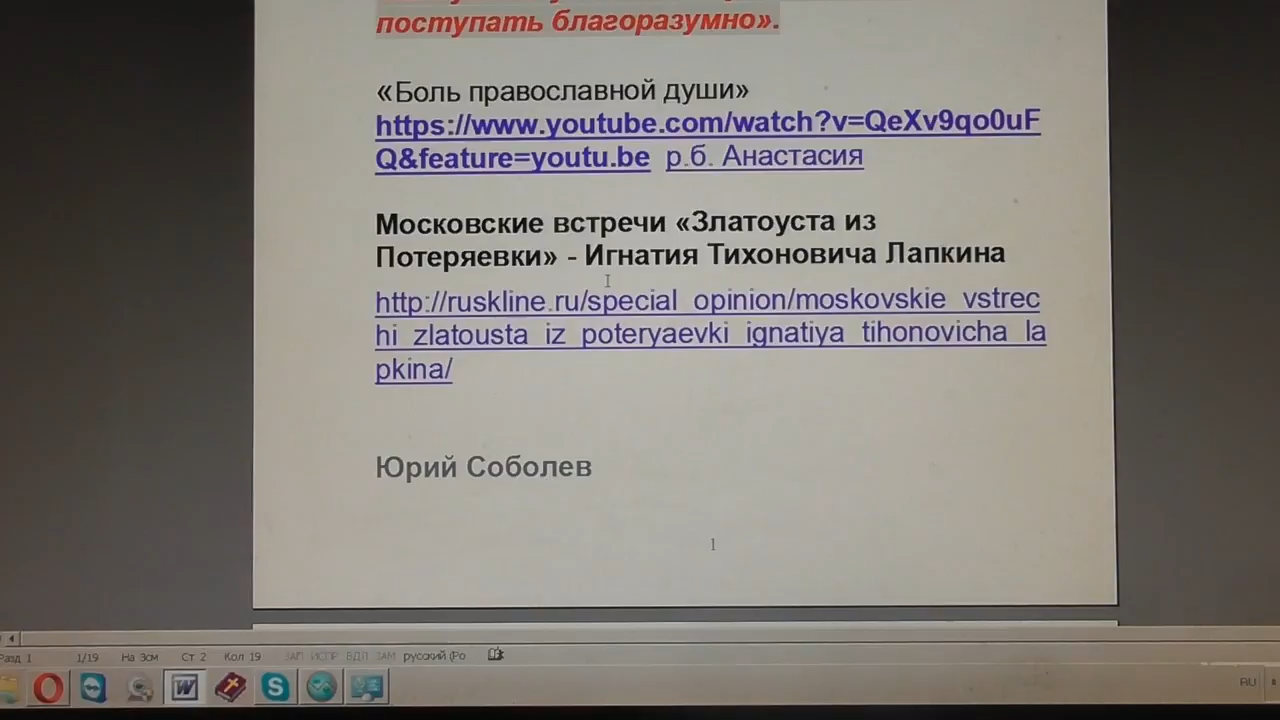 поступать благоразумно».
«Боль православной души»
https://www.youtube.com/watch?v=QeXv9qo0uF
Q&feature=youtu.be р.б. Анастасия
Московские встречи «Златоуста из
Потеряевки» - Игнатия Тихоновича Лапкина
http://ruskline.ru/special_opinion/moskovskie_vstrec
hi_zlatousta_iz_poteryaevki_ignatiya_tihonovicha_la
pkina/
Юрий Соболев
1
Разд 1 1/19 На 3см Ст 2 Кол 19 ЗАП ИСПР ВДЛ ЗАМ русский (Ро
RU